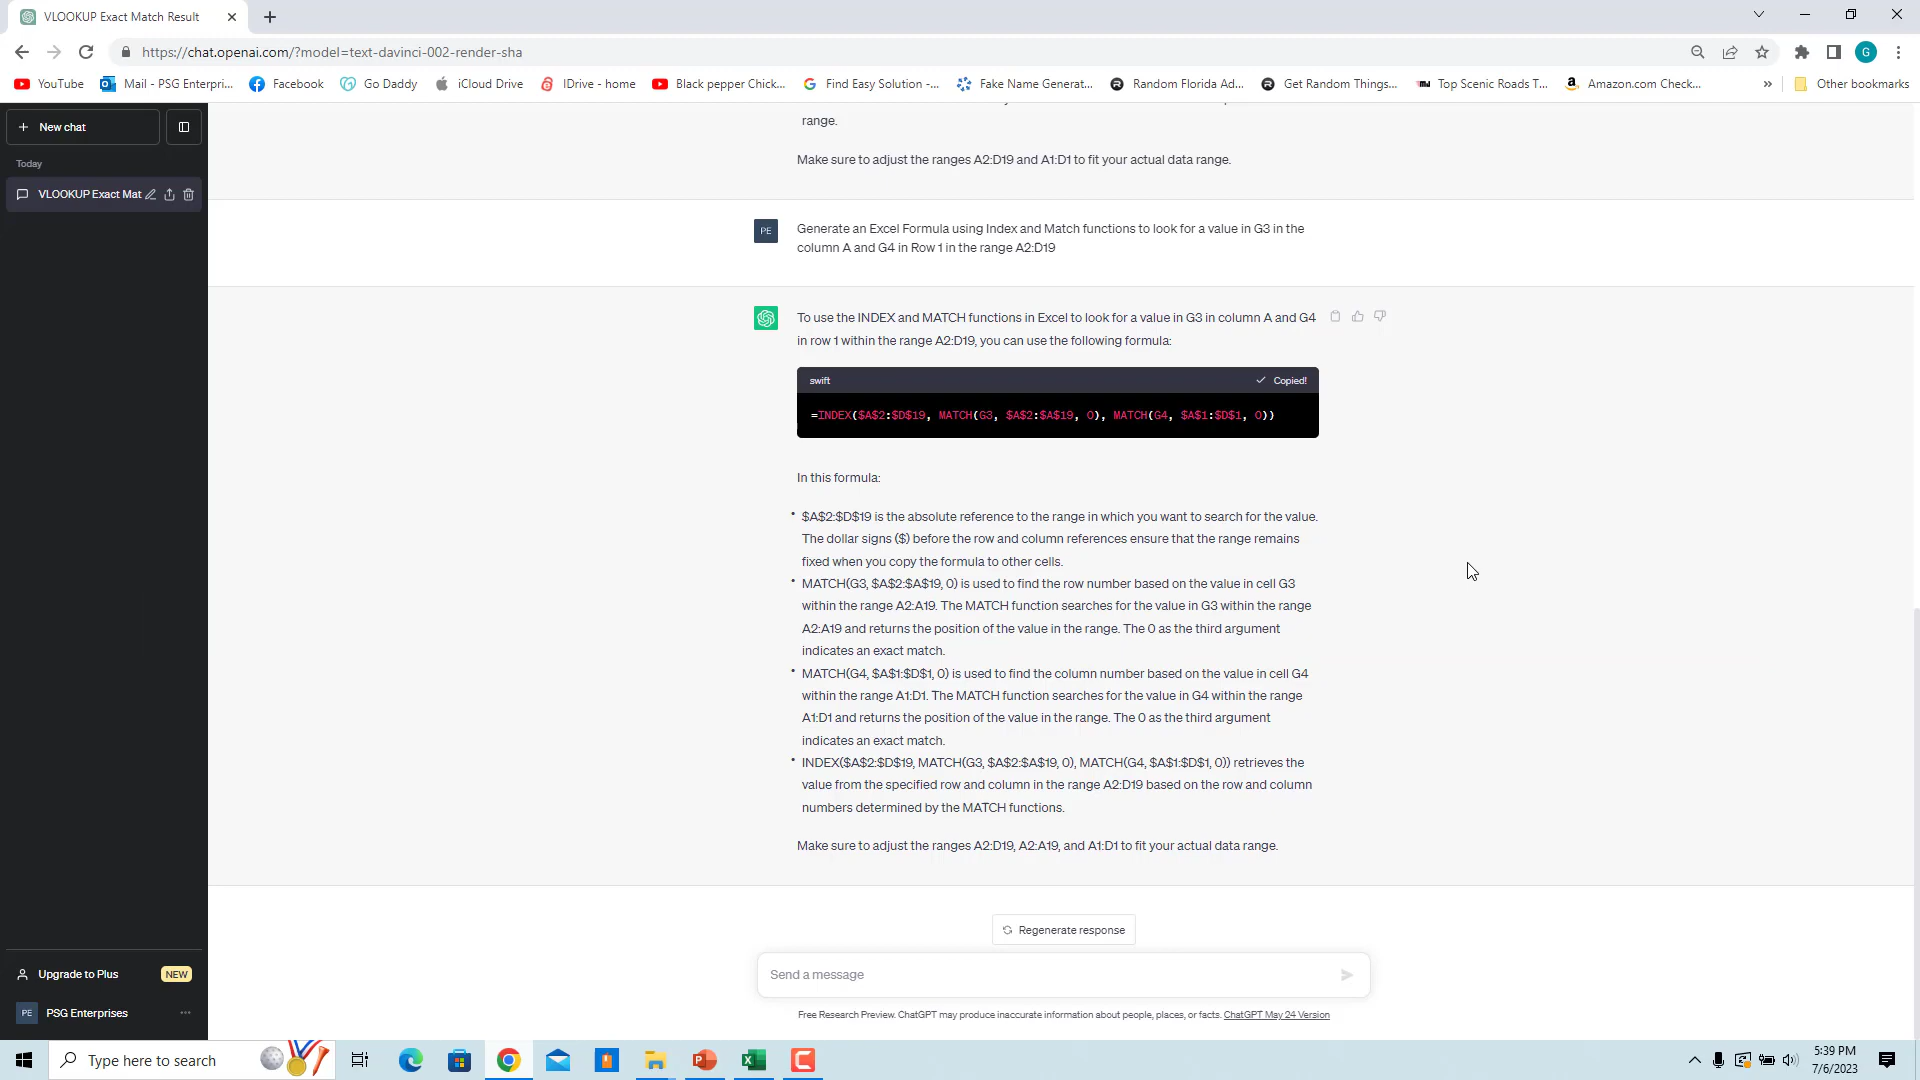 VLOOKUP Exact Match Result
https://chat.openai.com/?model=text-davinci-002-render-sha
G
YouTube
Mail - PSG Enterpri...
Facebook
Go Daddy
iCloud Drive
IDrive - home
Black pepper Chick...
Find Easy Solution -...
Fake Name Generat...
Random Florida Ad...
Get Random Things...
Top Scenic Roads T...
Amazon.com Check...
»
Other bookmarks
+ New chat
Today
VLOOKUP Exact Mat
range.
Make sure to adjust the ranges A2:D19 and A1:D1 to fit your actual data range.
PE
Generate an Excel Formula using Index and Match functions to look for a value in G3 in the
column A and G4 in Row 1 in the range A2:D19
To use the INDEX and MATCH functions in Excel to look for a value in G3 in column A and G4
in row 1 within the range A2:D19, you can use the following formula:
swift
Copied!
=INDEX($A$2:$D$19, MATCH(G3, $A$2:$A$19, 0), MATCH(G4, $A$1:$D$1, 0))
In this formula:
• $A$2:$D$19 is the absolute reference to the range in which you want to search for the value.
The dollar signs ($) before the row and column references ensure that the range remains
fixed when you copy the formula to other cells.
• MATCH(G3, $A$2:$A$19, 0) is used to find the row number based on the value in cell G3
within the range A2:A19. The MATCH function searches for the value in G3 within the range
A2:A19 and returns the position of the value in the range. The 0 as the third argument
indicates an exact match.
• MATCH(G4, $A$1:$D$1, 0) is used to find the column number based on the value in cell G4
within the range A1:D1. The MATCH function searches for the value in G4 within the range
A1:D1 and returns the position of the value in the range. The 0 as the third argument
indicates an exact match.
• INDEX($A$2:$D$19, MATCH(G3, $A$2:$A$19, 0), MATCH(G4, $A$1:$D$1, 0)) retrieves the
value from the specified row and column in the range A2:D19 based on the row and column
numbers determined by the MATCH functions.
Make sure to adjust the ranges A2:D19, A2:A19, and A1:D1 to fit your actual data range.
Regenerate response
Send a message
Free Research Preview. ChatGPT may produce inaccurate information about people, places, or facts. ChatGPT May 24 Version
Upgrade to Plus
NEW
PE
PSG Enterprises
...
Type here to search
5:39 PM
7/6/2023